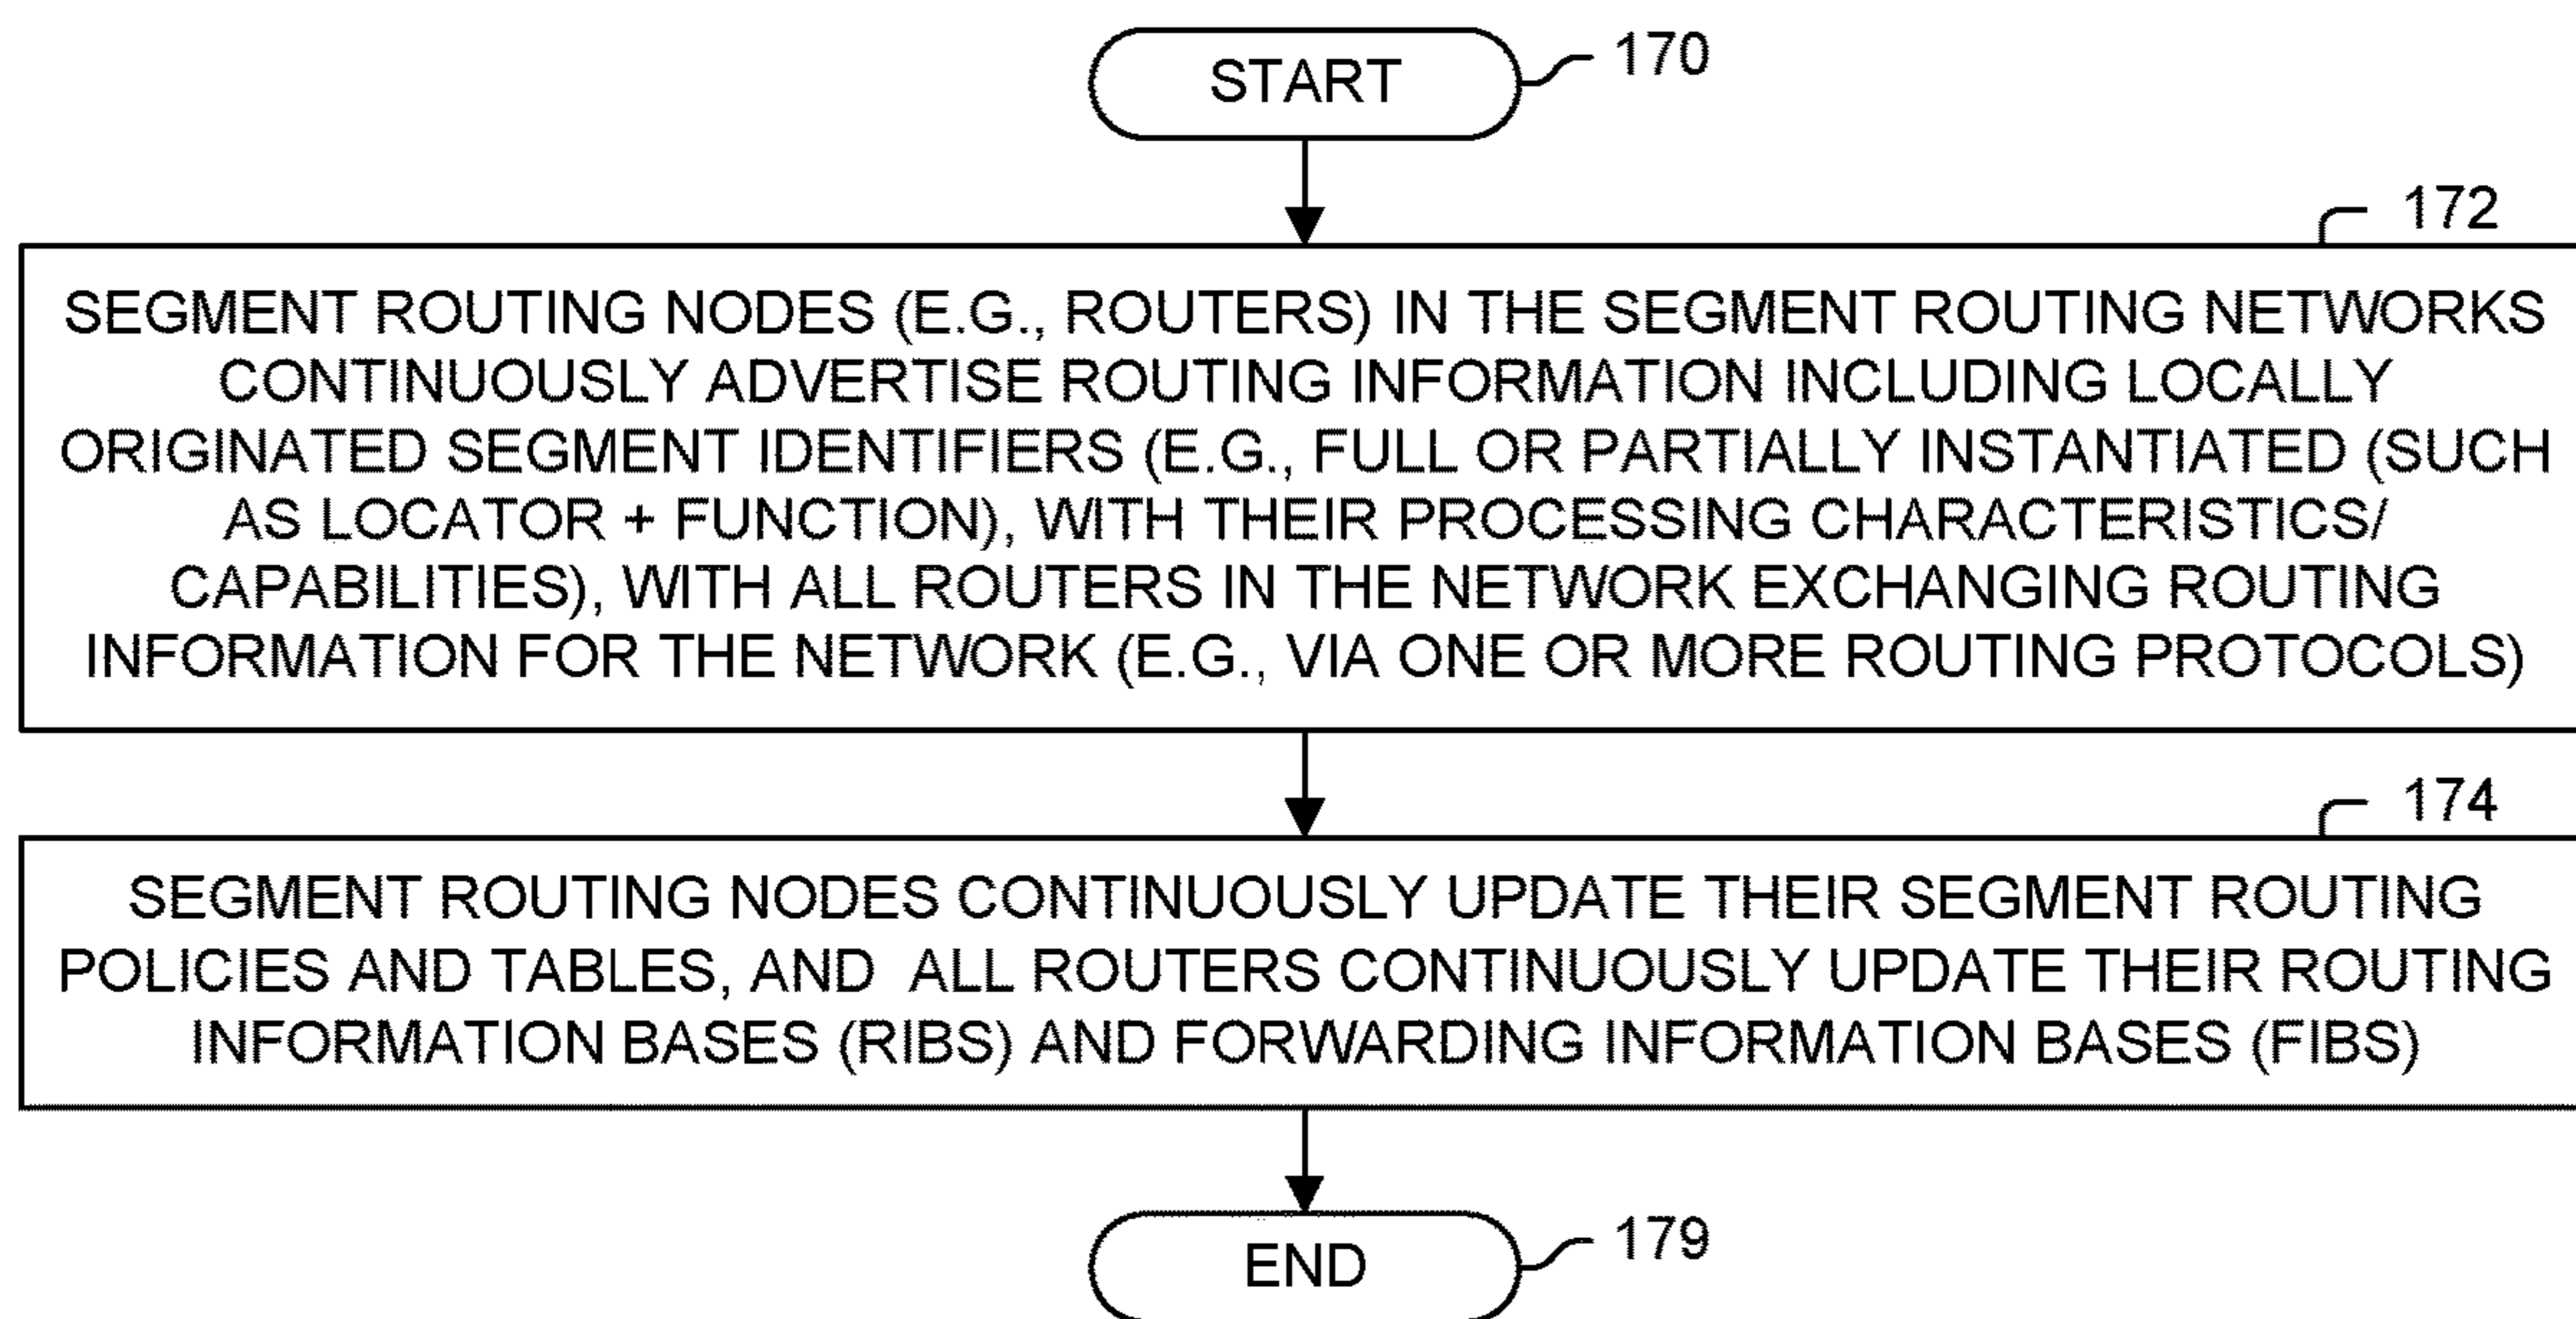 START
170
172
SEGMENT ROUTING NODES (E.G., ROUTERS) IN THE SEGMENT ROUTING NETWORKS
CONTINUOUSLY ADVERTISE ROUTING INFORMATION INCLUDING LOCALLY
ORIGINATED SEGMENT IDENTIFIERS (E.G., FULL OR PARTIALLY INSTANTIATED (SUCH
AS LOCATOR + FUNCTION), WITH THEIR PROCESSING CHARACTERISTICS/
CAPABILITIES), WITH ALL ROUTERS IN THE NETWORK EXCHANGING ROUTING
INFORMATION FOR THE NETWORK (E.G., VIA ONE OR MORE ROUTING PROTOCOLS)
174
SEGMENT ROUTING NODES CONTINUOUSLY UPDATE THEIR SEGMENT ROUTING
POLICIES AND TABLES, AND ALL ROUTERS CONTINUOUSLY UPDATE THEIR ROUTING
INFORMATION BASES (RIBS) AND FORWARDING INFORMATION BASES (FIBS)
END
179